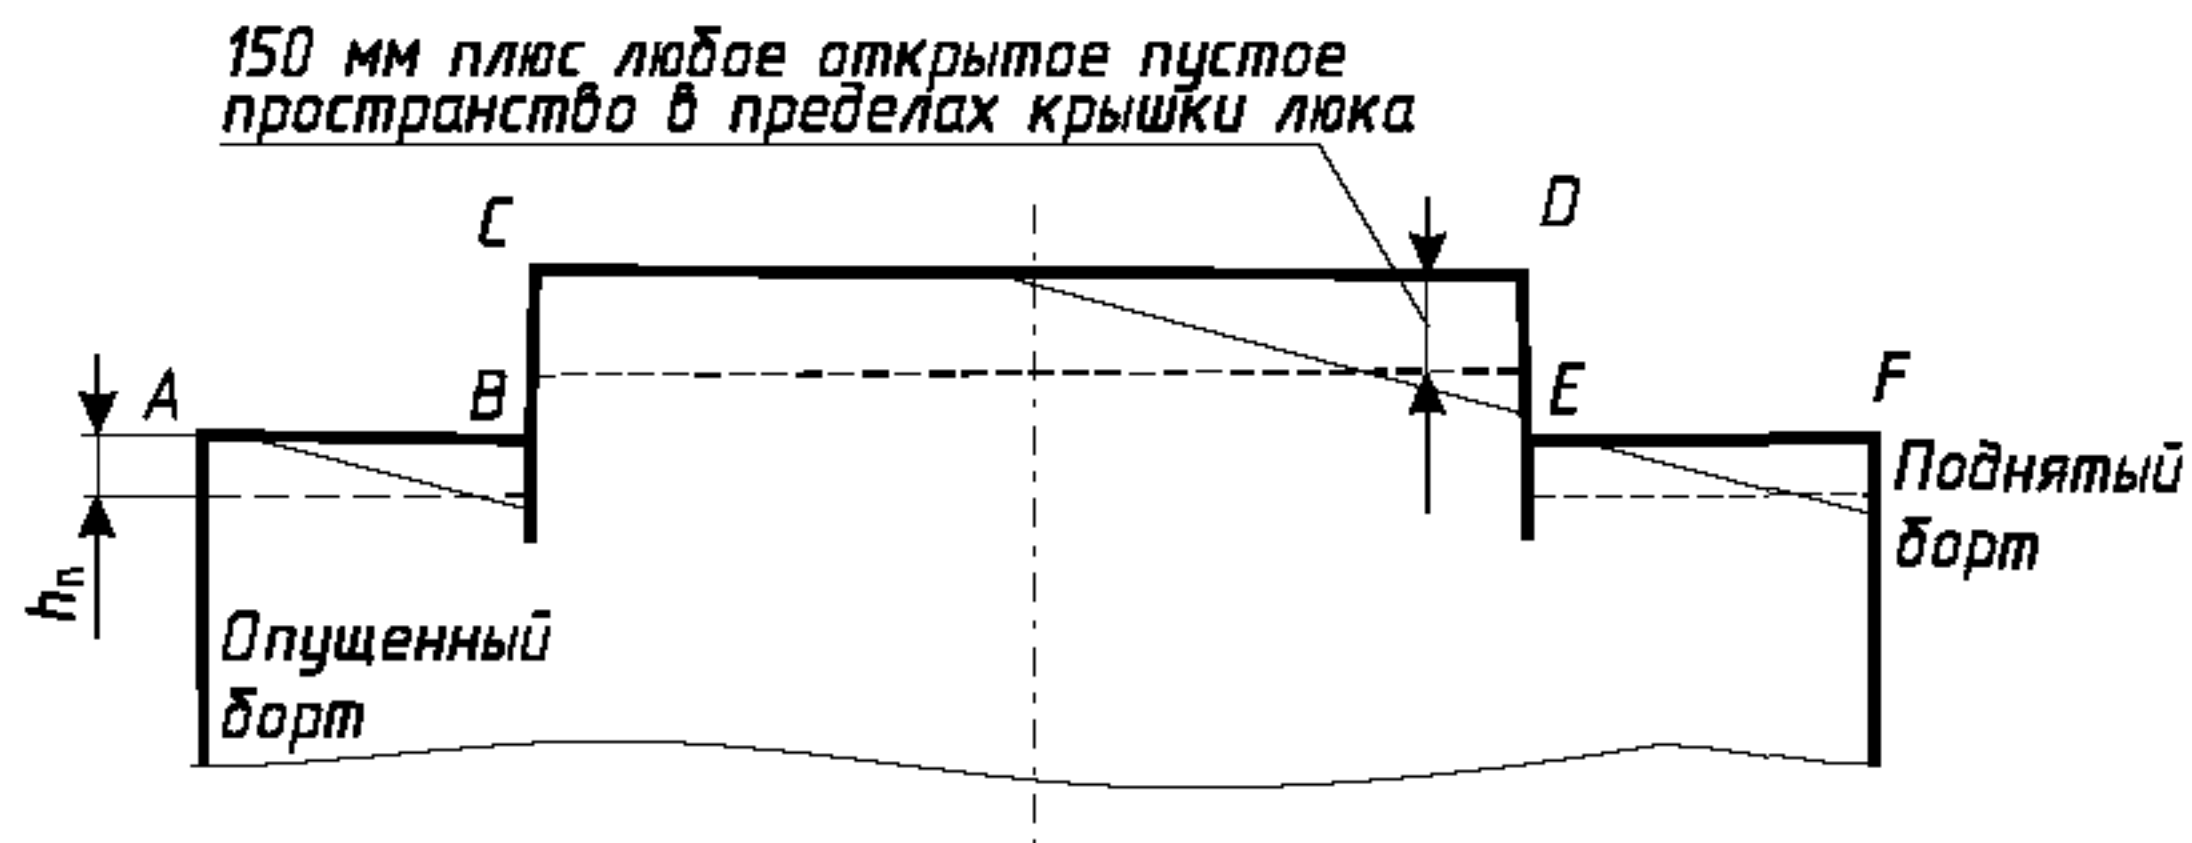 150 мм плюс любое открытое пустое
пространство в пределах крышки люка
C
D
A
B
E
F
Поднятый
борт
hп
Опущенный
борт